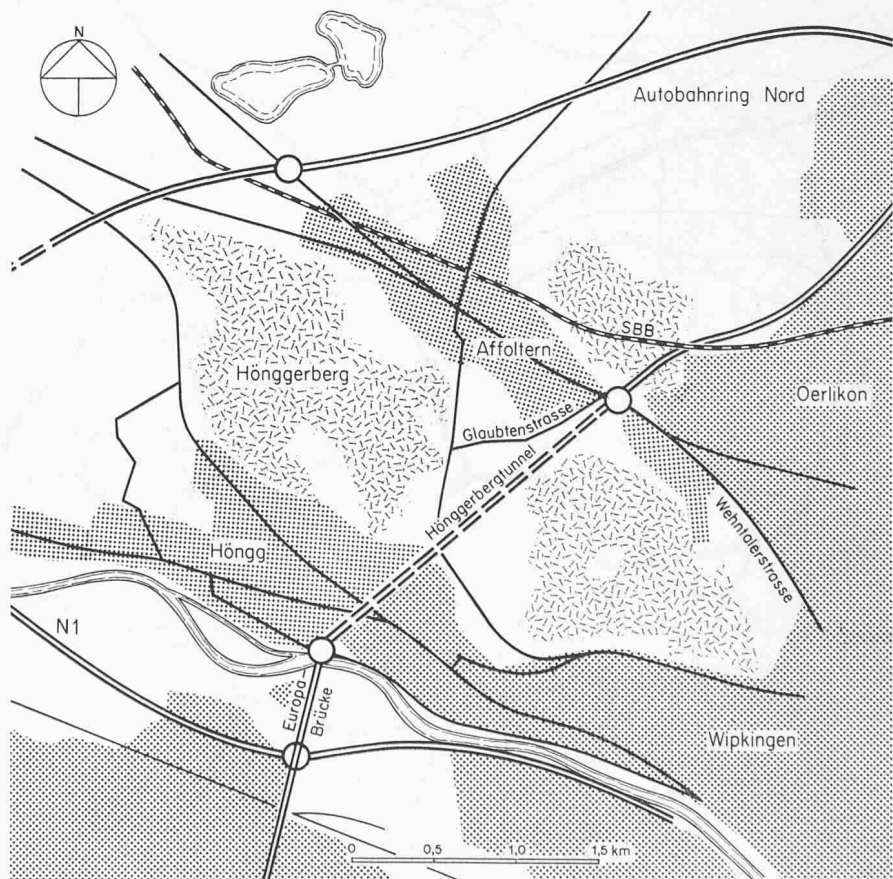 N
Autobahnring Nord
SBB
Affoltern
Hönggerberg
Oerlikon
Glaubtenstrasse
Hönggerbergtunnel
Wehntalerstrasse
Höngg
N1
Europa-
Brücke
Wipkingen
0 0,5 1,0 1,5 km